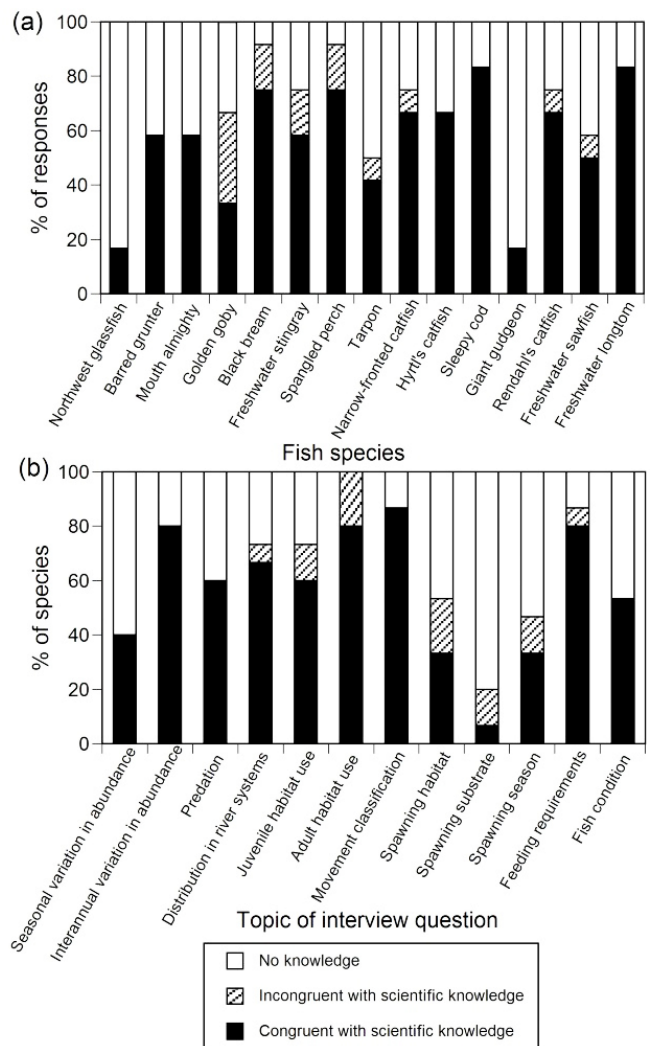 (a)
% of responses
100
80
60
40
20
0
Northwest glassfish
Barred grunter
Mouth almighty
Golden goby
Black bream
Freshwater stingray
Spangled perch
Tarpon
Narrow-fronted catfish
Hyrtl's catfish
Sleepy cod
Giant gudgeon
Rendahl's catfish
Freshwater sawfish
Freshwater longtom
Fish species
(b)
% of species
100
80
60
40
20
0
Seasonal variation in abundance
Interannual variation in abundance
Predation
Distribution in river systems
Juvenile habitat use
Adult habitat use
Movement classification
Spawning habitat
Spawning substrate
Spawning season
Feeding requirements
Fish condition
Topic of interview question
No knowledge
Incongruent with scientific knowledge
Congruent with scientific knowledge